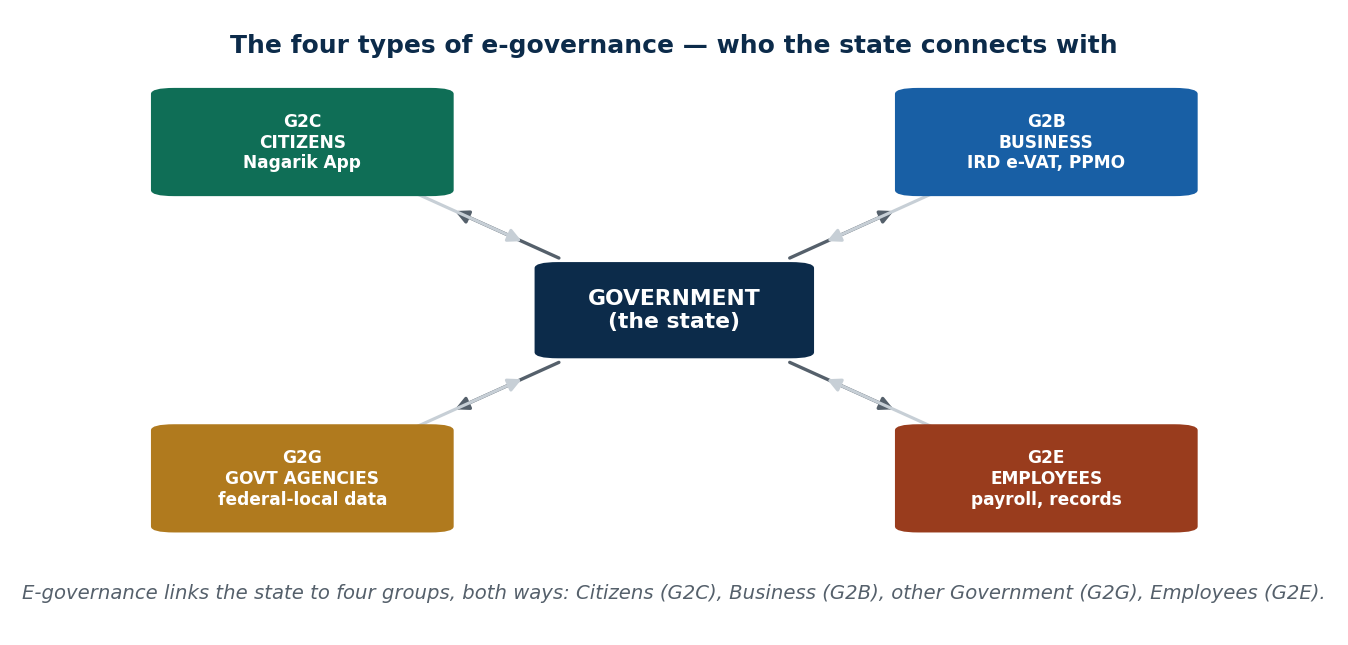 The four types of e-governance — who the state connects with
G2C
CITIZENS
Nagarik App
G2B
BUSINESS
IRD e-VAT, PPMO
GOVERNMENT
(the state)
G2G
GOVT AGENCIES
federal-local data
G2E
EMPLOYEES
payroll, records
E-governance links the state to four groups, both ways: Citizens (G2C), Business (G2B), other Government (G2G), Employees (G2E).